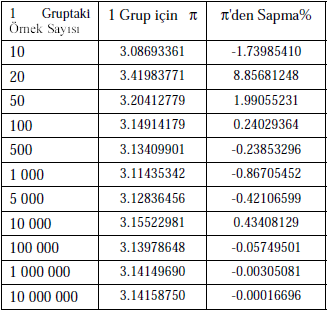 1 Gruptaki Örnek Sayısı 1 Grup için π π'den Sapma%
10 3.08693361 -1.73985410
20 3.41983771 8.85681248
50 3.20412779 1.99055231
100 3.14914179 0.24029364
500 3.13409901 -0.23853296
1 000 3.11435342 -0.86705452
5 000 3.12836456 -0.42106599
10 000 3.15522981 0.43408129
100 000 3.13978648 -0.05749501
1 000 000 3.14149690 -0.00305081
10 000 000 3.14158750 -0.00016696